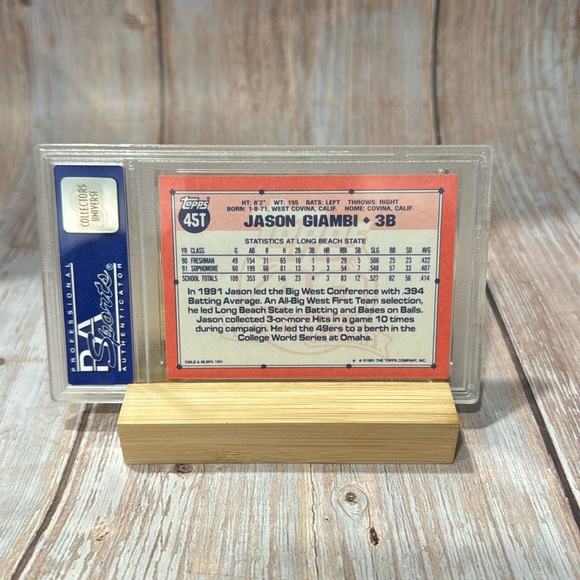 COLLECTORS
UNIVERSE
PROFESSIONAL
PSA
Sports
AUTHENTICATOR
Topps
45T
HT: 6'2" WT: 195 BATS: LEFT THROWS: RIGHT
BORN: 1-8-71, WEST COVINA, CALIF. HOME: COVINA, CALIF.
JASON GIAMBI • 3B
STATISTICS AT LONG BEACH STATE
YR CLASS G AB R H 2B 3B HR RBI SB SLG BB SO AVG
90 FRESHMAN 49 154 31 65 10 1 0 29 5 .500 25 23 .422
91 SOPHOMORE 60 199 66 81 13 3 4 7 .548 57 33 .407
SCHOOL TOTALS 109 353 97 146 23 2 3 12 .527 82 56 .414
In 1991 Jason led the Big West Conference with .394
Batting Average. An All-Big West First Team selection,
he led Long Beach State in Batting and Bases on Balls.
Jason collected 3-or-more Hits in a game 10 times
during campaign. He led the 49ers to a berth in the
College World Series at Omaha.
©MLB & MLBPA 1991
* * ©1991 THE TOPPS COMPANY, INC.